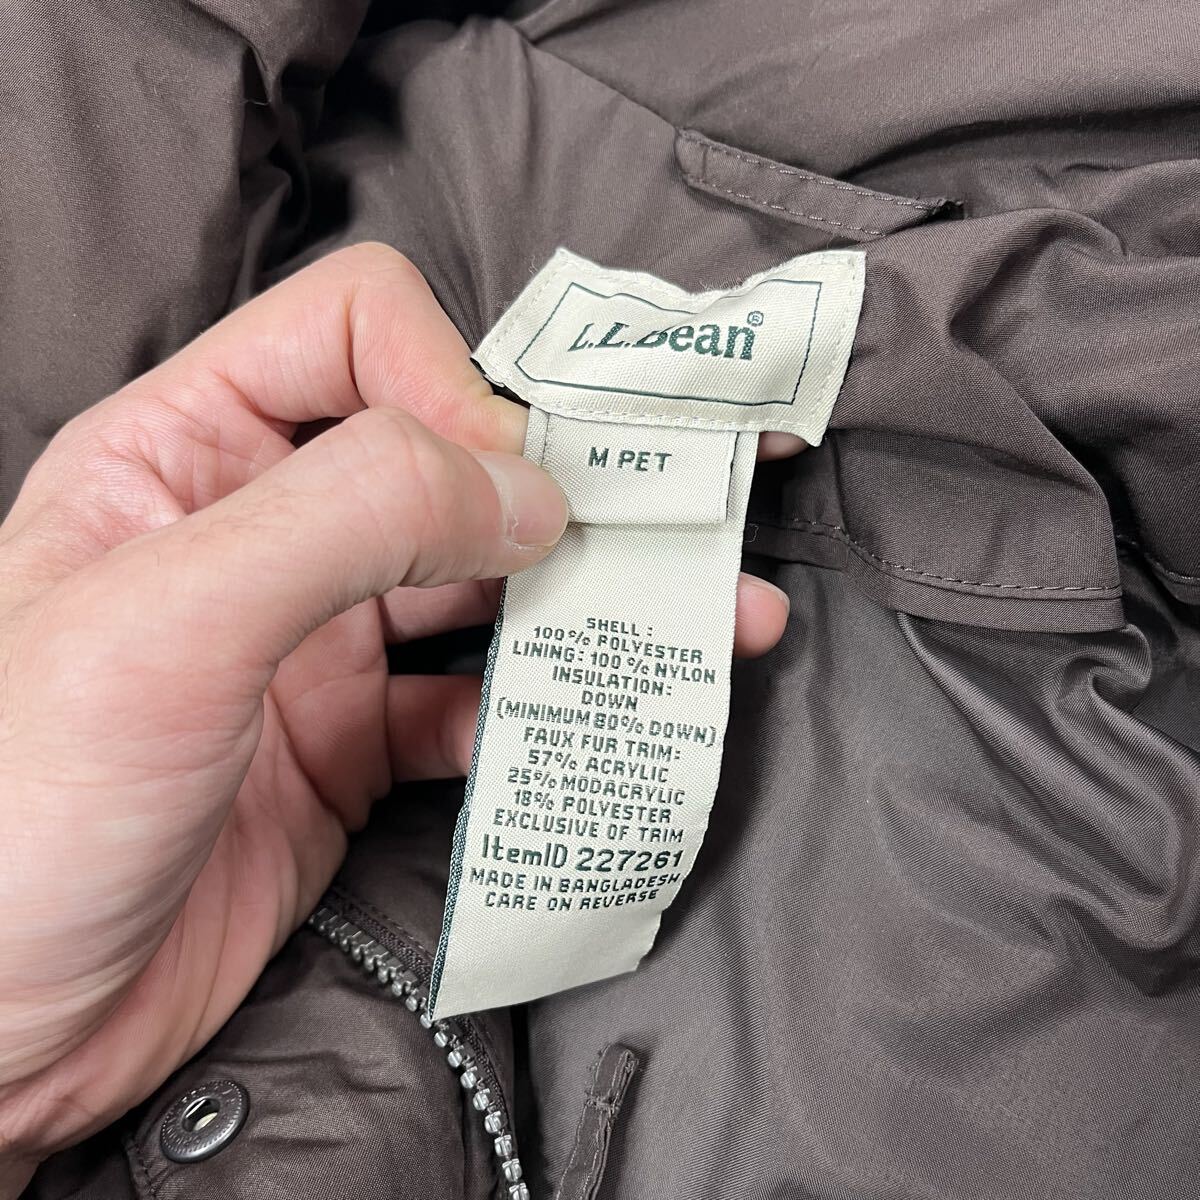 L.L.Bean®
M PET
SHELL:
100% POLYESTER
LINING: 100% NYLON
INSULATION:
DOWN
(MINIMUM 80% DOWN)
FAUX FUR TRIM:
57% ACRYLIC
25% MODACRYLIC
18% POLYESTER
EXCLUSIVE OF TRIM
ItemID 227261
MADE IN BANGLADESH
CARE ON REVERSE